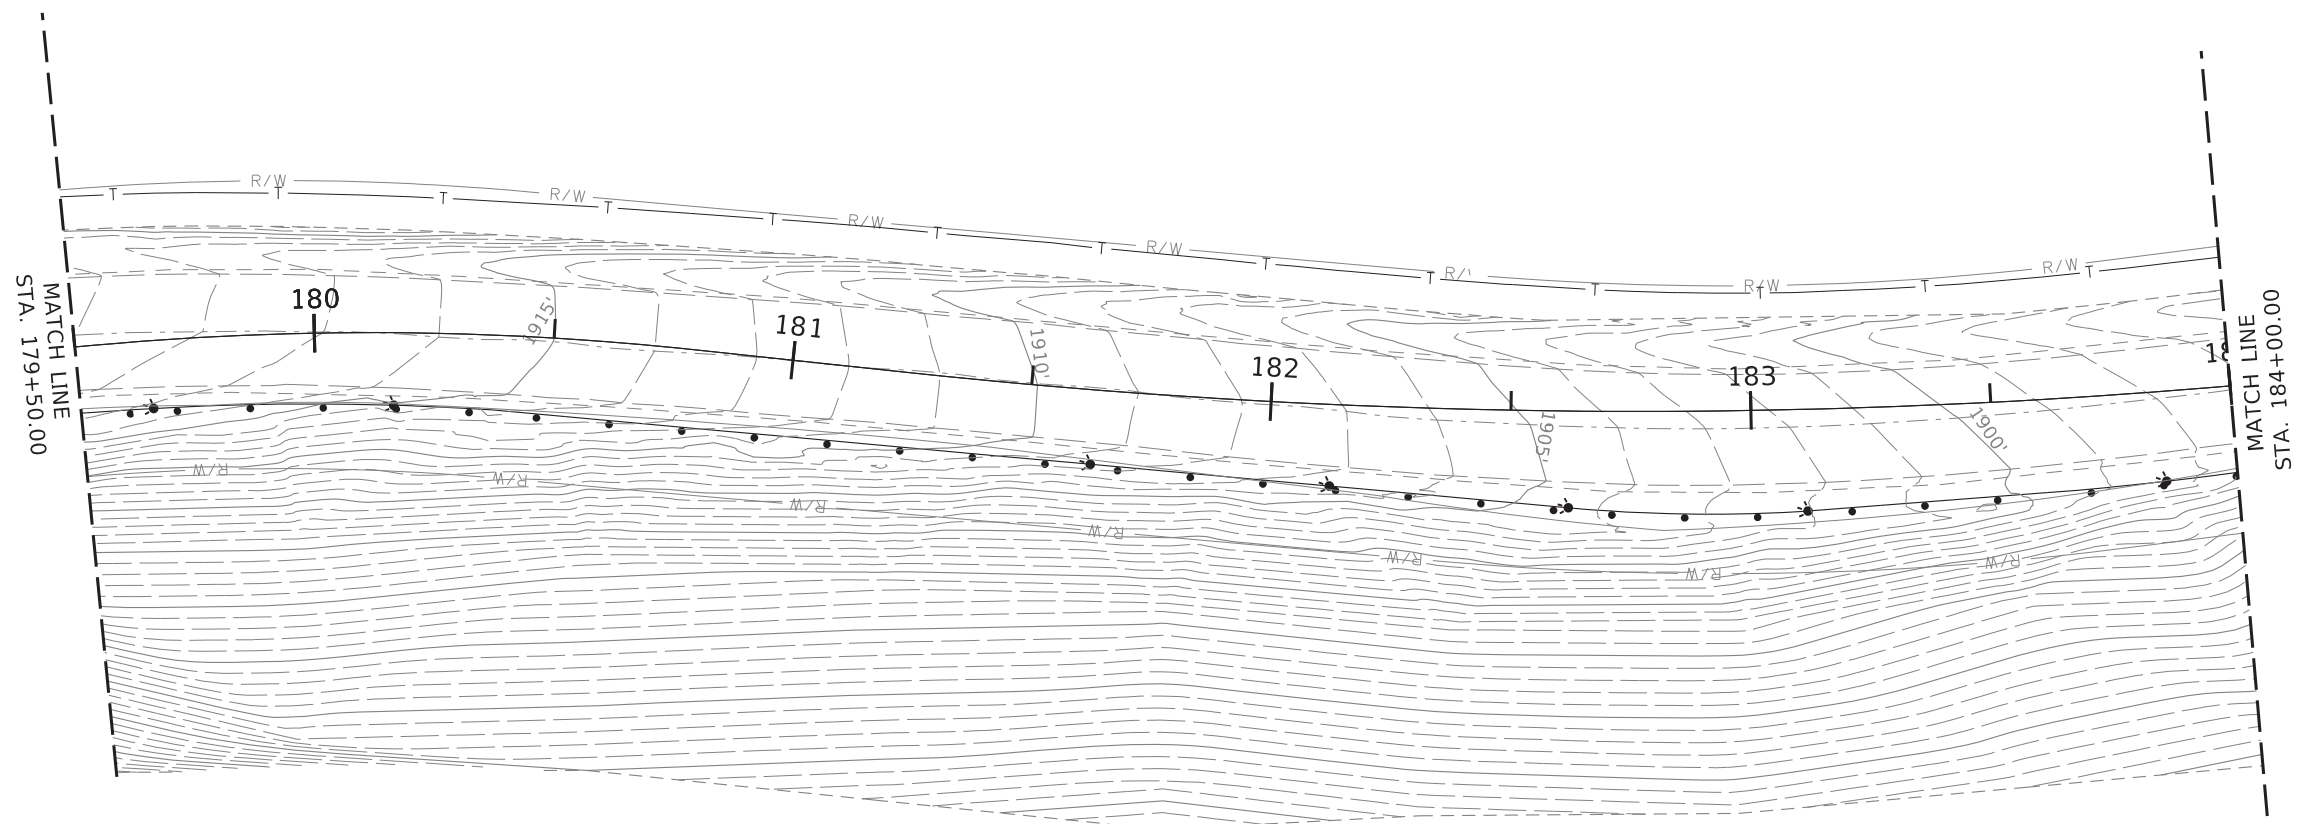 R/W
R/W
R/W
R/W
R/'
R/W
R/W
T
T
T
T
T
T
T
T
T
T
T
T
T
MATCH LINE
STA. 179+50.00
180
1915'
181
1910'
182
1905'
183
1900'
MATCH LINE
STA. 184+00.00
R/W
R/W
R/W
R/W
R/W
R/W
R/W